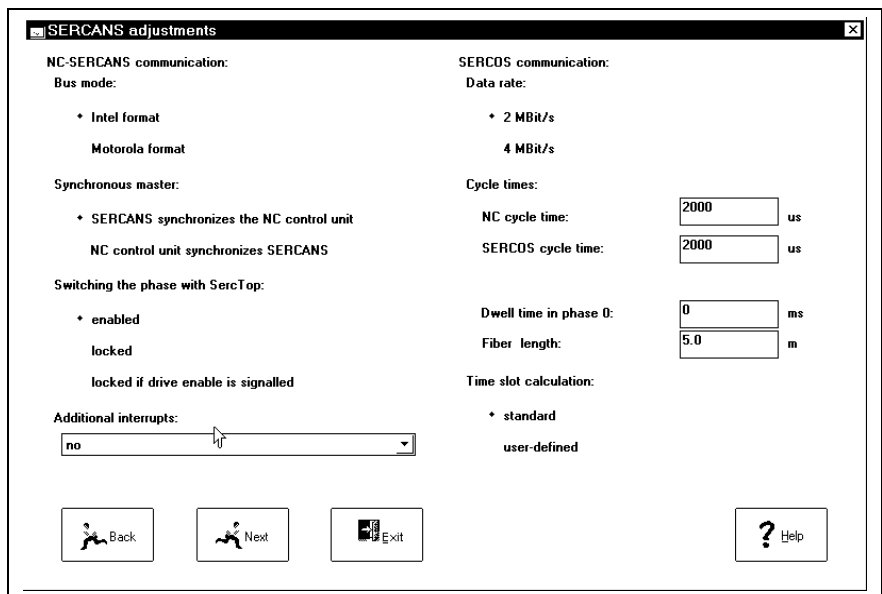 SERCANS adjustments
NC-SERCANS communication:
Bus mode:
Intel format
Motorola format
Synchronous master:
SERCANS synchronizes the NC control unit
NC control unit synchronizes SERCANS
Switching the phase with SercTop:
enabled
locked
locked if drive enable is signalled
Additional interrupts:
no
SERCOS communication:
Data rate:
2 MBit/s
4 MBit/s
Cycle times:
NC cycle time: 2000 us
SERCOS cycle time: 2000 us
Dwell time in phase 0: 0 ms
Fiber length: 5.0 m
Time slot calculation:
standard
user-defined
Back Next Exit ? Help